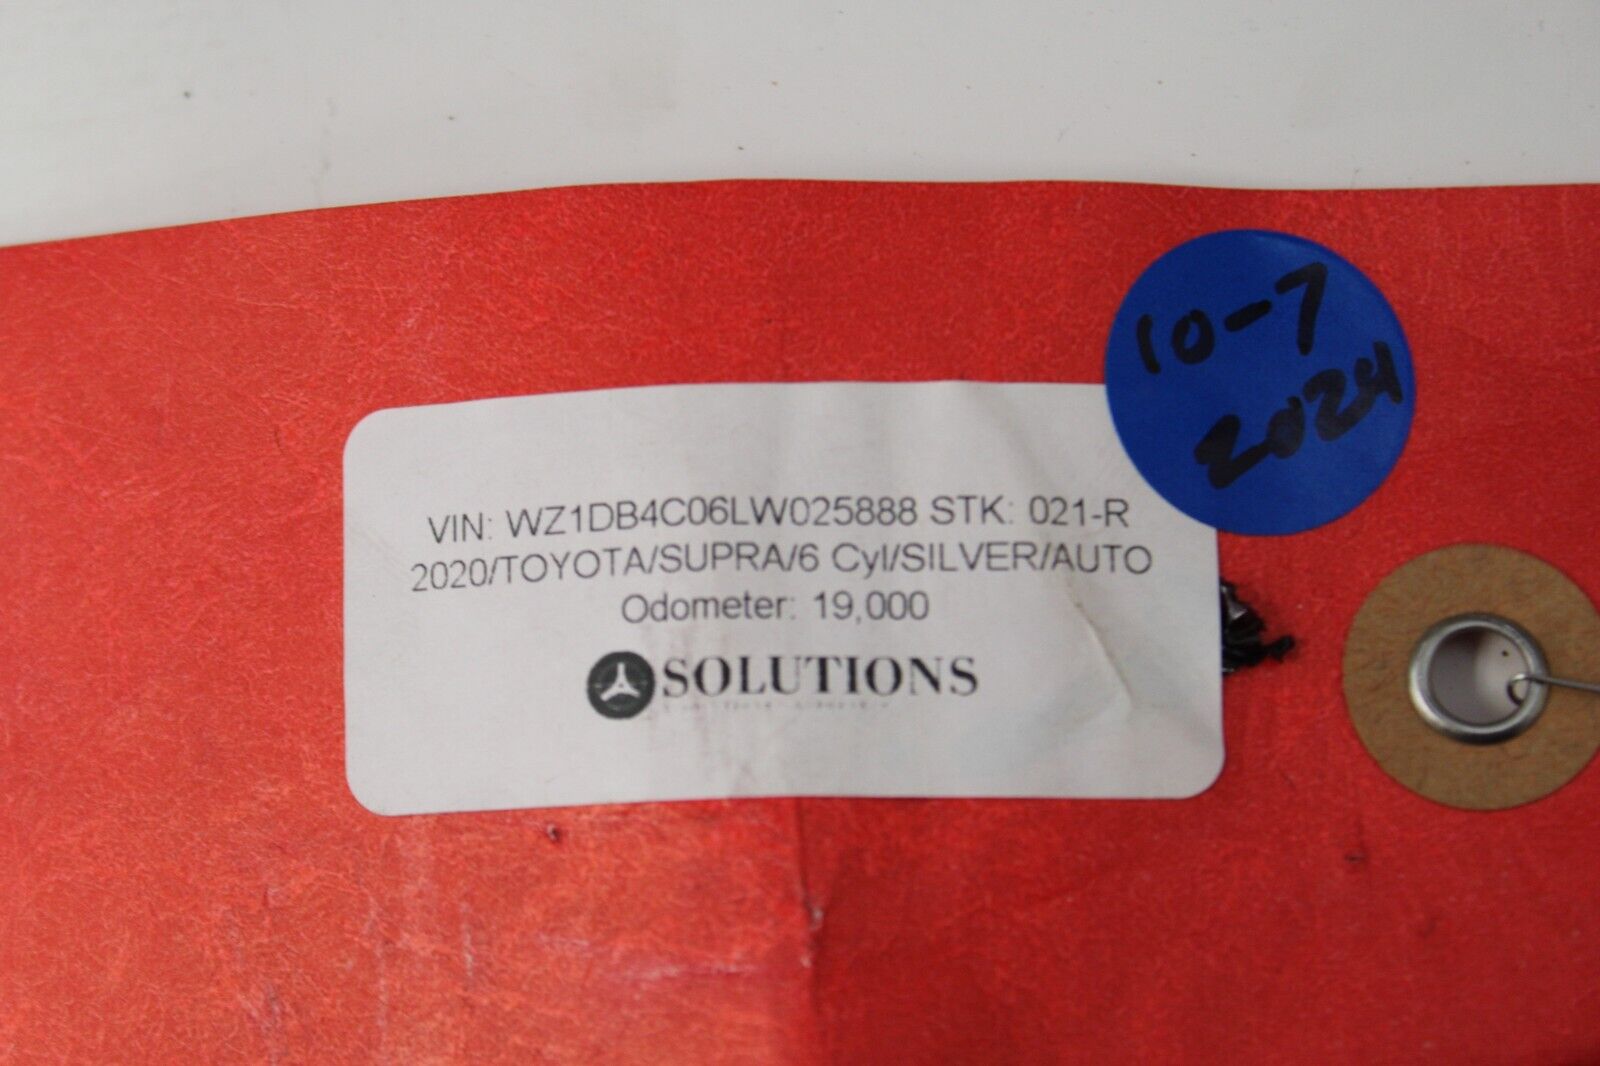 10-7
2024
VIN: WZ1DB4C06LW025888 STK: 021-R
2020/TOYOTA/SUPRA/6 Cyl/SILVER/AUTO
Odometer: 19,000
SOLUTIONS